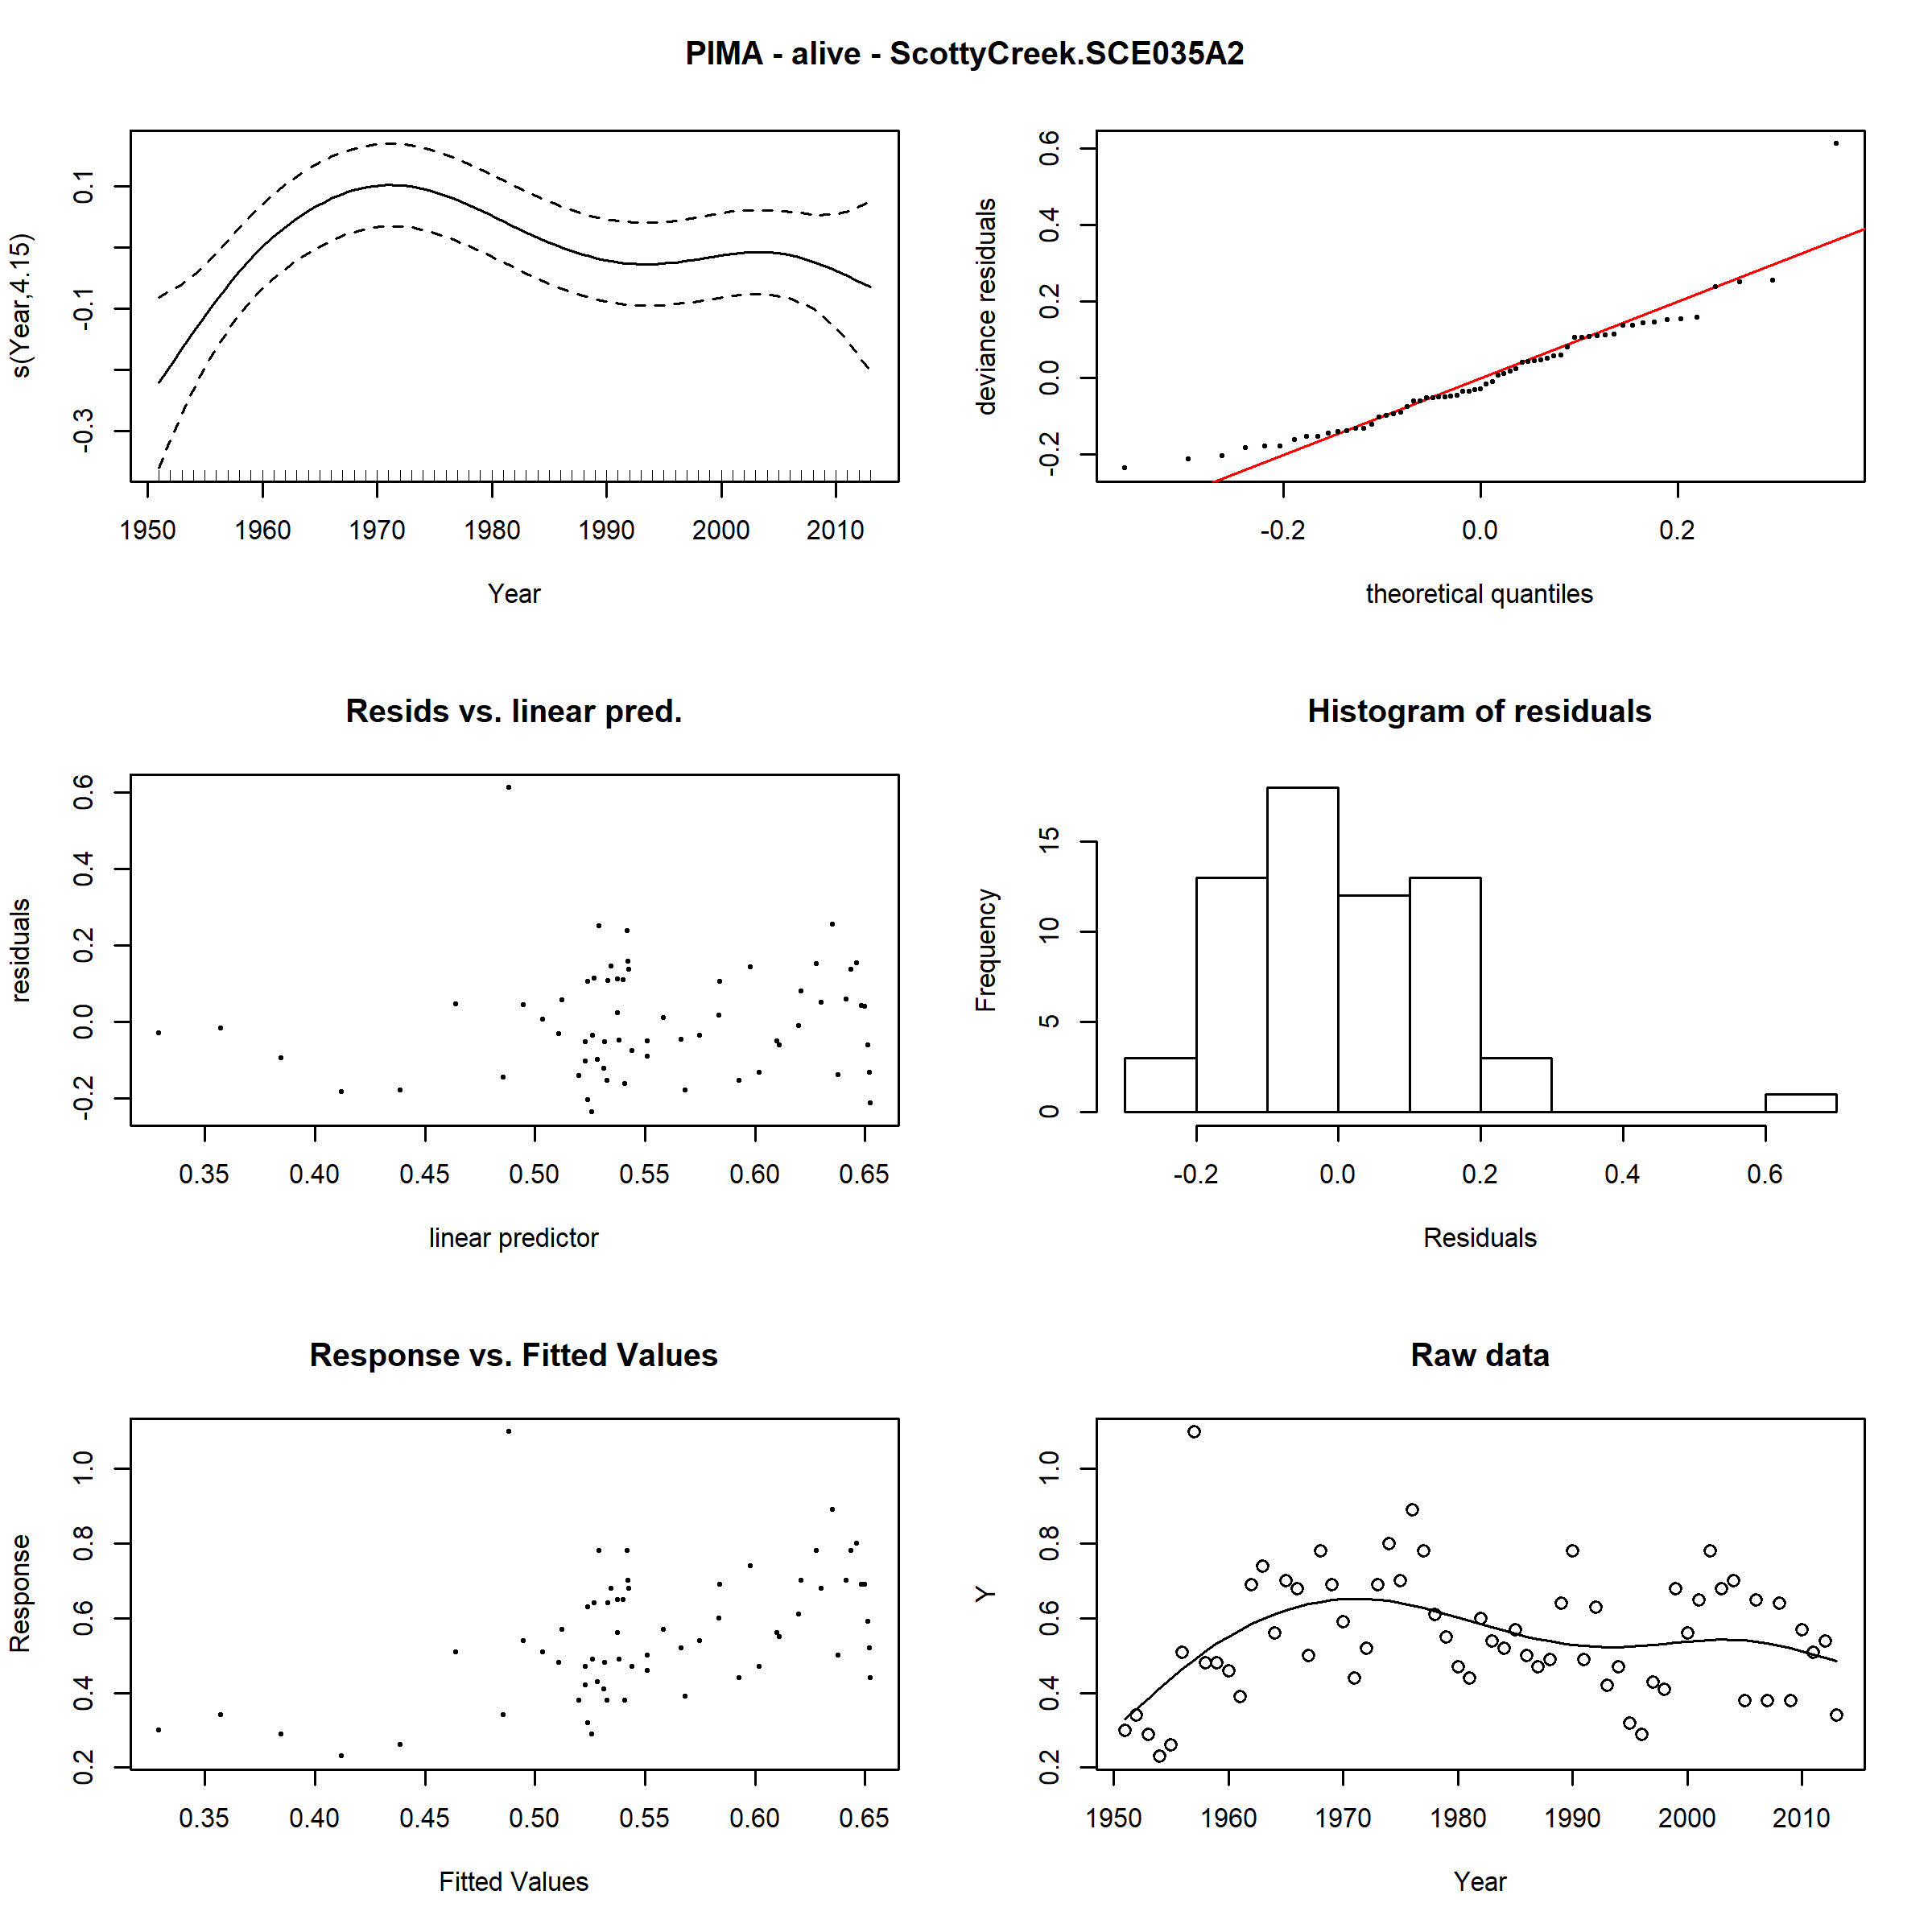 PIMA - alive - ScottyCreek.SCE035A2
s(Year,4.15)
0.1
-0.1
-0.3
1950 1960 1970 1980 1990 2000 2010
Year
deviance residuals
0.6
0.4
0.2
0.0
-0.2
-0.2 0.0 0.2
theoretical quantiles
Resids vs. linear pred.
residuals
0.6
0.4
0.2
0.0
-0.2
0.35 0.40 0.45 0.50 0.55 0.60 0.65
linear predictor
Histogram of residuals
Frequency
15
10
5
0
-0.2 0.0 0.2 0.4 0.6
Residuals
Response vs. Fitted Values
Response
1.0
0.8
0.6
0.4
0.2
0.35 0.40 0.45 0.50 0.55 0.60 0.65
Fitted Values
Raw data
Y
1.0
0.8
0.6
0.4
0.2
1950 1960 1970 1980 1990 2000 2010
Year